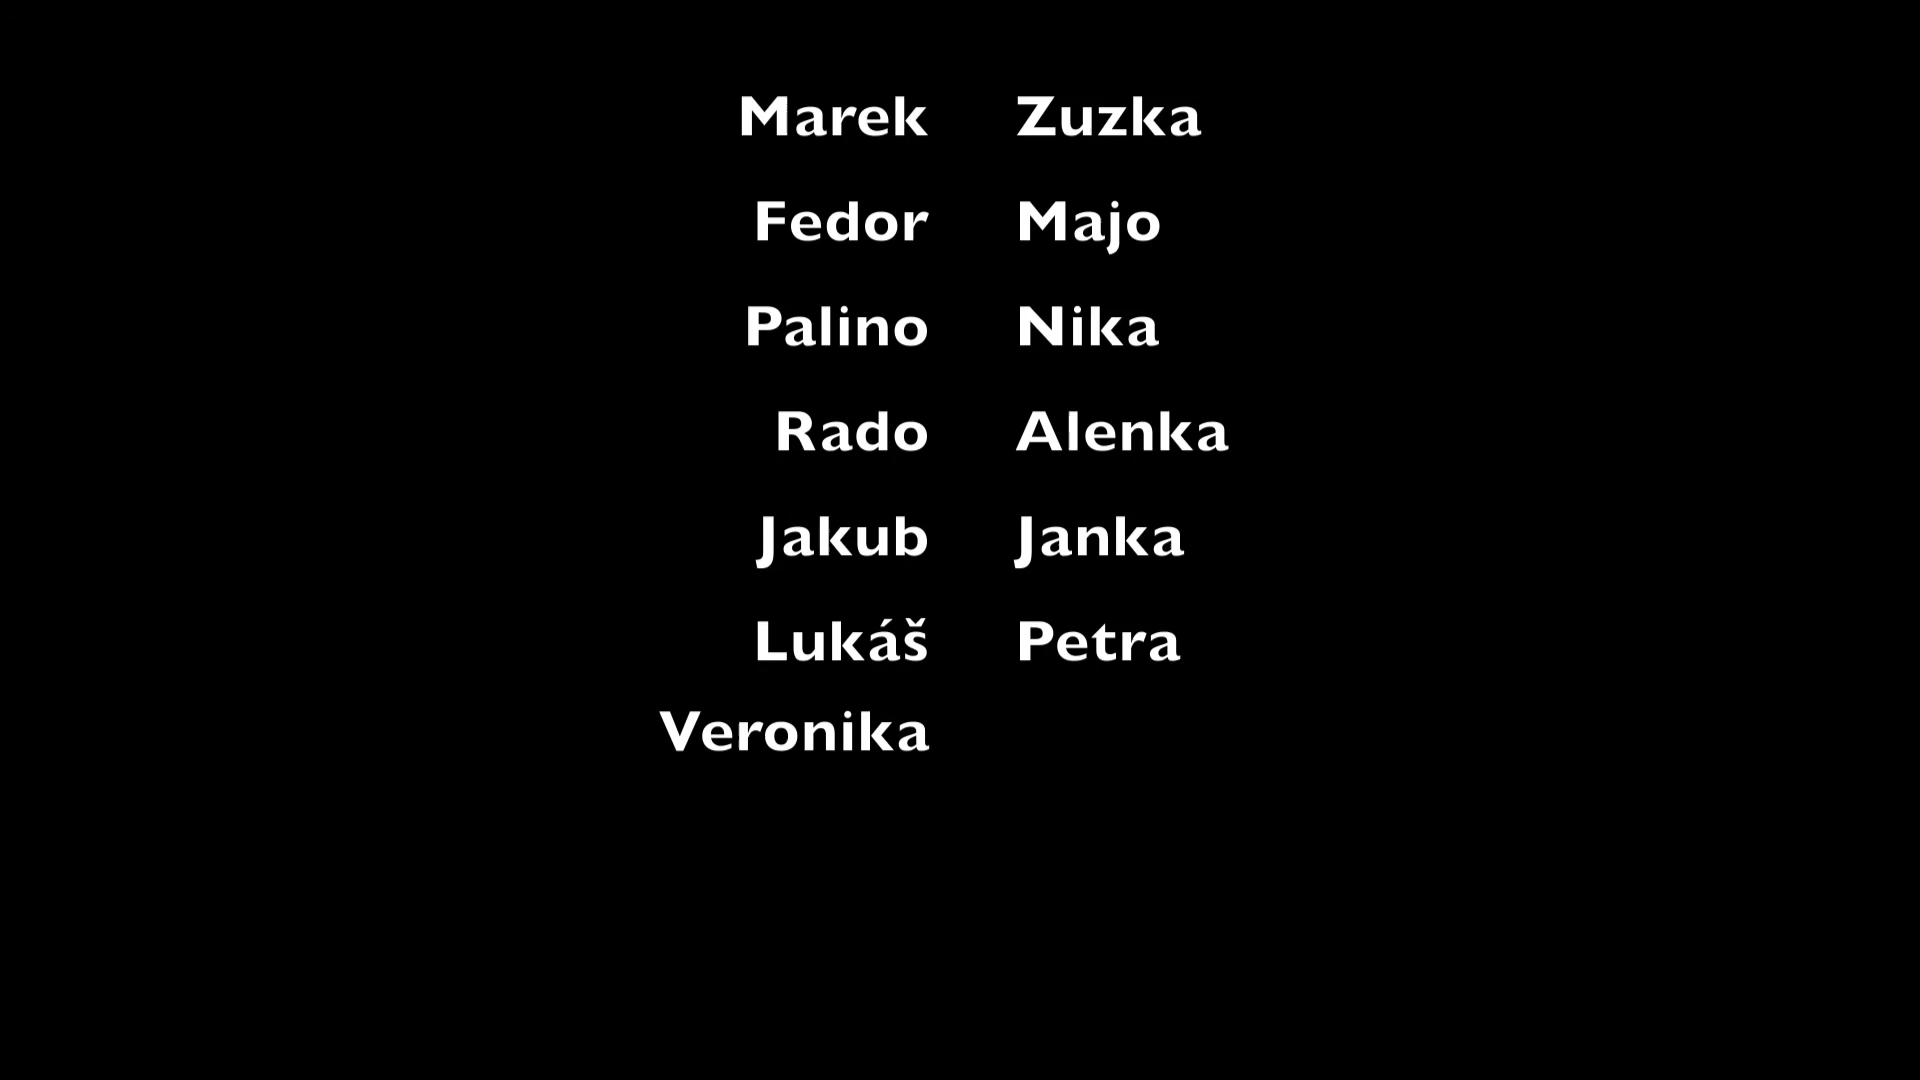 Marek Zuzka
Fedor Majo
Palino Nika
Rado Alenka
Jakub Janka
Lukáš Petra
Veronika